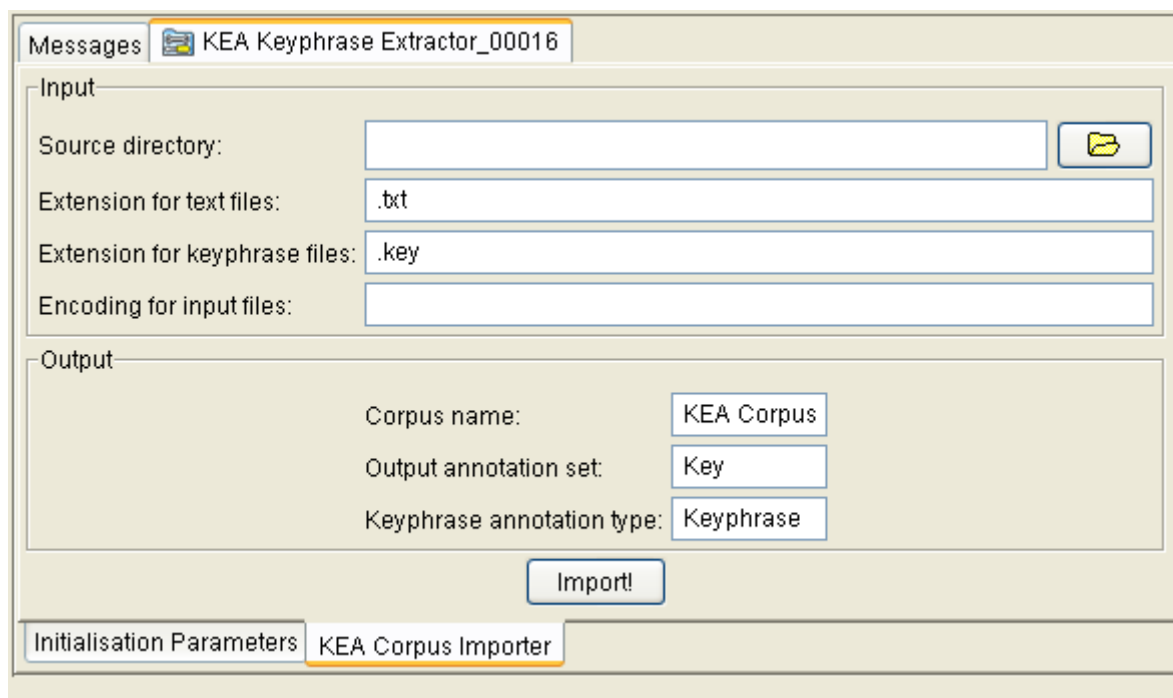 Messages KEA Keyphrase Extractor_00016
Input
Source directory:
Extension for text files: .txt
Extension for keyphrase files: .key
Encoding for input files:
Output
Corpus name: KEA Corpus
Output annotation set: Key
Keyphrase annotation type: Keyphrase
Import!
Initialisation Parameters KEA Corpus Importer